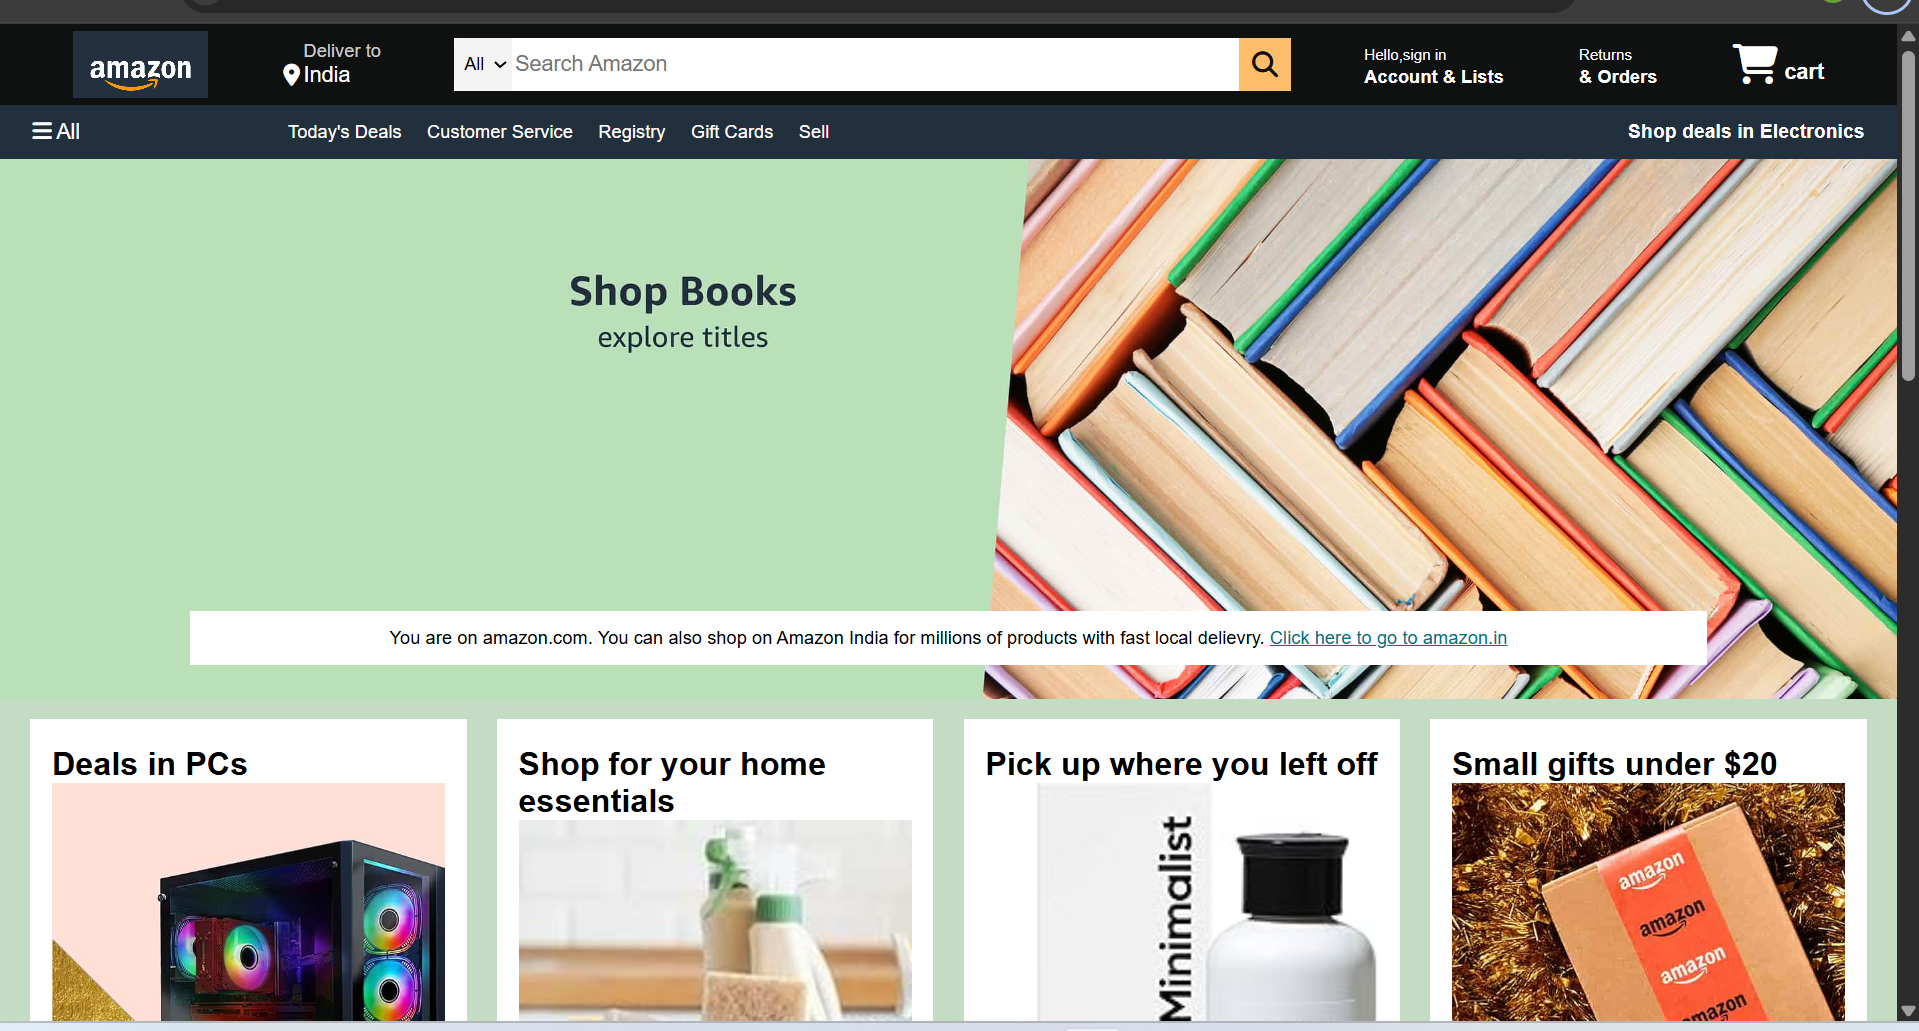 amazon
Deliver to
India
All
Search Amazon
Hello,sign in
Account & Lists
Returns
& Orders
cart
All
Today's Deals
Customer Service
Registry
Gift Cards
Sell
Shop deals in Electronics
Shop Books
explore titles
You are on amazon.com. You can also shop on Amazon India for millions of products with fast local delievry. Click here to go to amazon.in
Deals in PCs
Shop for your home
essentials
Pick up where you left off
Small gifts under $20
Minimalist
amazon
amazon
amazon
amazon